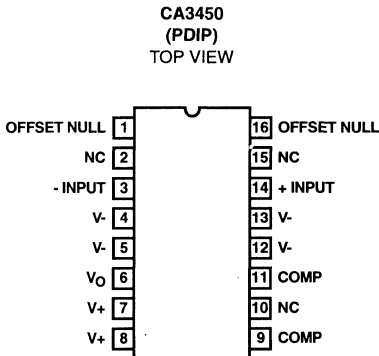 CA3450
(PDIP)
TOP VIEW
OFFSET NULL 1 16 OFFSET NULL
NC 2 15 NC
- INPUT 3 14 + INPUT
V- 4 13 V-
V- 5 12 V-
VO 6 11 COMP
V+ 7 10 NC
V+ 8 9 COMP